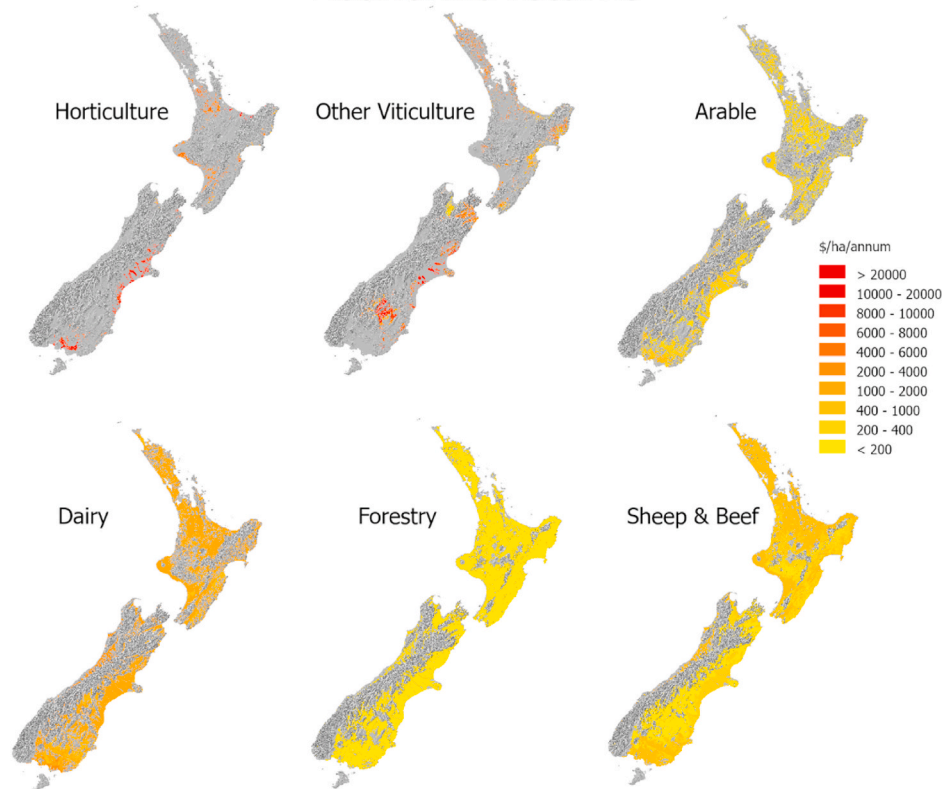 Horticulture
Other Viticulture
Arable
$/ha/annum
> 20000
10000 - 20000
8000 - 10000
6000 - 8000
4000 - 6000
2000 - 4000
1000 - 2000
400 - 1000
200 - 400
< 200
Dairy
Forestry
Sheep & Beef